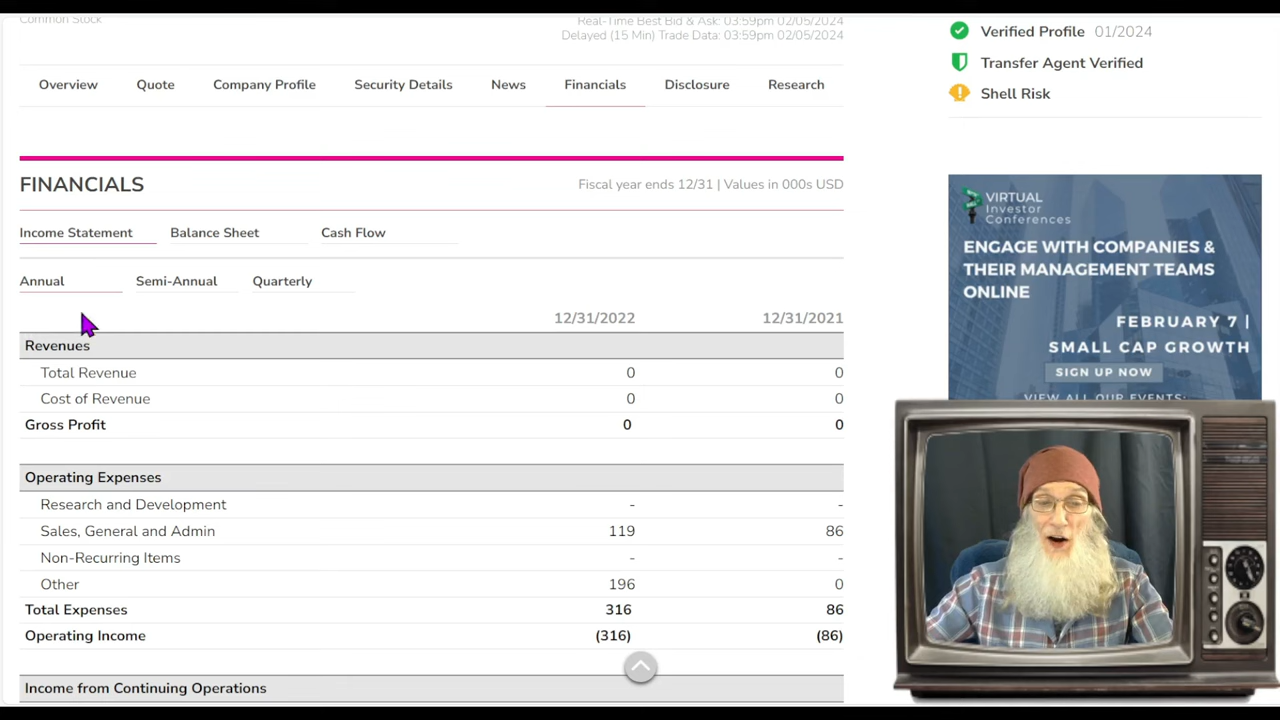 Common Stock
Real-Time Best Bid & Ask: 03:59pm 02/05/2024
Delayed (15 Min) Trade Data: 03:59pm 02/05/2024
Verified Profile 01/2024
Transfer Agent Verified
Shell Risk
Overview Quote Company Profile Security Details News Financials Disclosure Research
FINANCIALS
Fiscal year ends 12/31 | Values in 000s USD
Income Statement Balance Sheet Cash Flow
Annual Semi-Annual Quarterly
12/31/2022 12/31/2021
Revenues
Total Revenue 0 0
Cost of Revenue 0 0
Gross Profit 0 0
Operating Expenses
Research and Development - -
Sales, General and Admin 119 86
Non-Recurring Items - -
Other 196 0
Total Expenses 316 86
Operating Income (316) (86)
Income from Continuing Operations
VIRTUAL
Investor
Conferences
ENGAGE WITH COMPANIES &
THEIR MANAGEMENT TEAMS
ONLINE
FEBRUARY 7 |
SMALL CAP GROWTH
SIGN UP NOW
VIEW ALL OUR EVENTS: